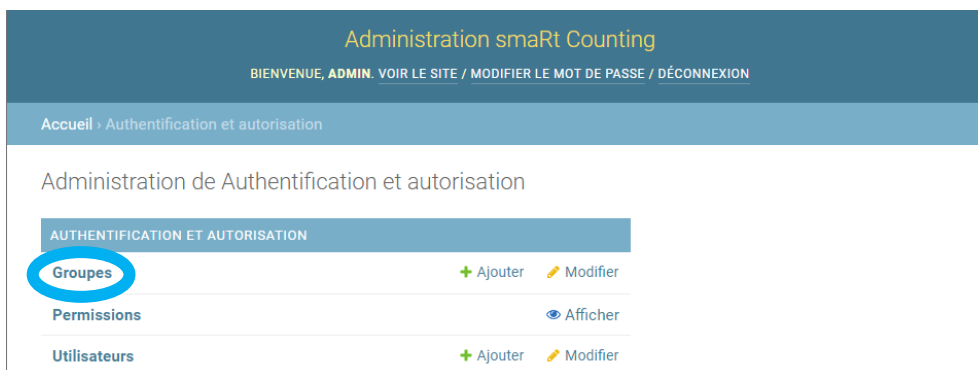 Administration smaRt Counting
BIENVENUE, ADMIN. VOIR LE SITE / MODIFIER LE MOT DE PASSE / DÉCONNEXION
Accueil › Authentification et autorisation
Administration de Authentification et autorisation
AUTHENTIFICATION ET AUTORISATION
Groupes Ajouter Modifier
Permissions Afficher
Utilisateurs Ajouter Modifier